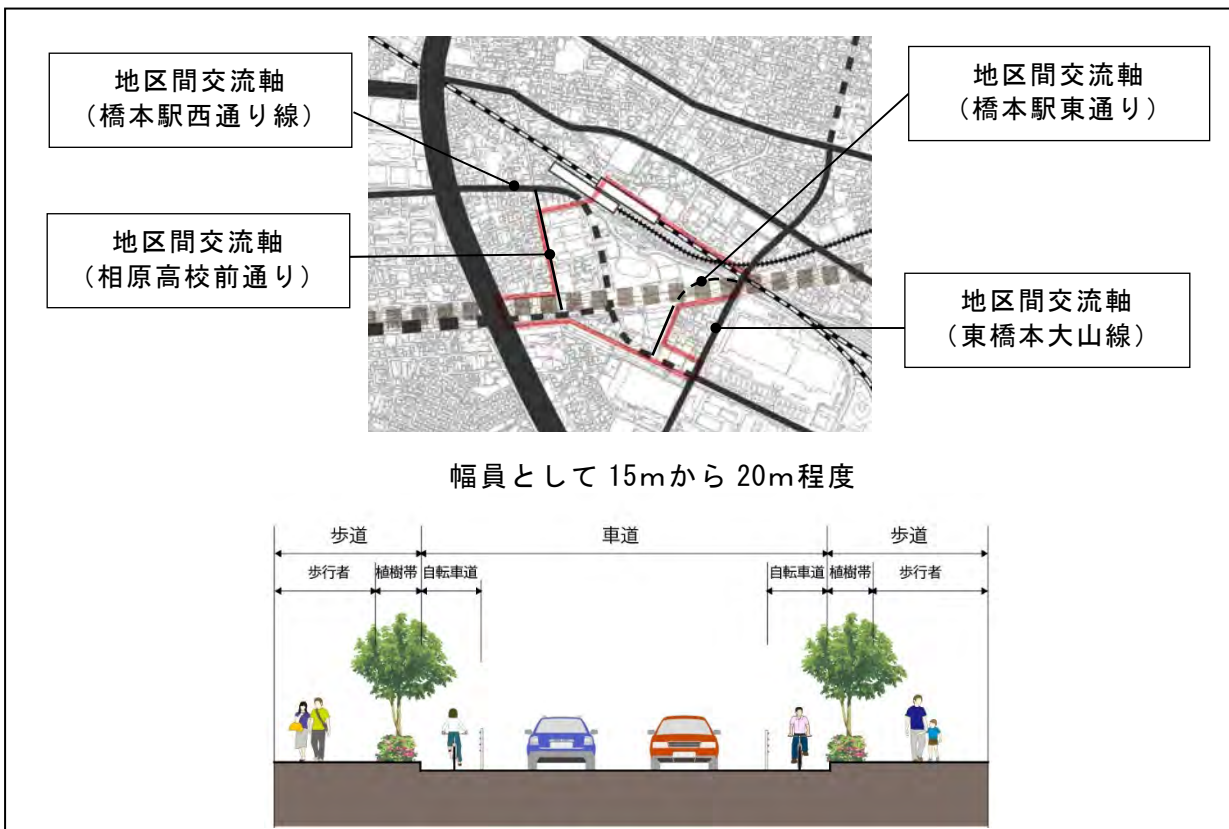 地区間交流軸
(橋本駅西通り線)
地区間交流軸
(橋本駅東通り)
地区間交流軸
(相原高校前通り)
地区間交流軸
(東橋本大山線)
幅員として 15mから 20m程度
歩道 車道 歩道
歩行者 植樹帯 自転車道 自転車道 植樹帯 歩行者